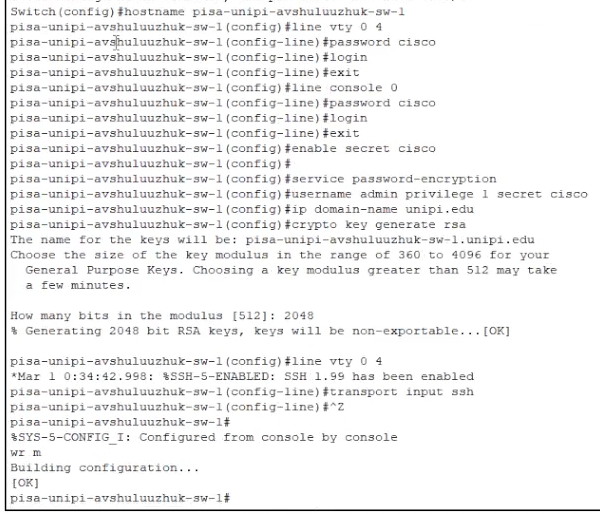 Switch(config)#hostname pisa-unipi-avshuluuzhuk-sw-1
pisa-unipi-avshuluuzhuk-sw-1(config)#line vty 0 4
pisa-unipi-avshuluuzhuk-sw-1(config-line)#password cisco
pisa-unipi-avshuluuzhuk-sw-1(config-line)#login
pisa-unipi-avshuluuzhuk-sw-1(config-line)#exit
pisa-unipi-avshuluuzhuk-sw-1(config)#line console 0
pisa-unipi-avshuluuzhuk-sw-1(config-line)#password cisco
pisa-unipi-avshuluuzhuk-sw-1(config-line)#login
pisa-unipi-avshuluuzhuk-sw-1(config-line)#exit
pisa-unipi-avshuluuzhuk-sw-1(config)#enable secret cisco
pisa-unipi-avshuluuzhuk-sw-1(config)#
pisa-unipi-avshuluuzhuk-sw-1(config)#service password-encryption
pisa-unipi-avshuluuzhuk-sw-1(config)#username admin privilege 1 secret cisco
pisa-unipi-avshuluuzhuk-sw-1(config)#ip domain-name unipi.edu
pisa-unipi-avshuluuzhuk-sw-1(config)#crypto key generate rsa
The name for the keys will be: pisa-unipi-avshuluuzhuk-sw-1.unipi.edu
Choose the size of the key modulus in the range of 360 to 4096 for your
General Purpose Keys. Choosing a key modulus greater than 512 may take
a few minutes.
How many bits in the modulus [512]: 2048
% Generating 2048 bit RSA keys, keys will be non-exportable...[OK]
pisa-unipi-avshuluuzhuk-sw-1(config)#line vty 0 4
*Mar 1 0:34:42.998: %SSH-5-ENABLED: SSH 1.99 has been enabled
pisa-unipi-avshuluuzhuk-sw-1(config-line)#transport input ssh
pisa-unipi-avshuluuzhuk-sw-1(config-line)#^Z
pisa-unipi-avshuluuzhuk-sw-1#
%SYS-5-CONFIG_I: Configured from console by console
wr m
Building configuration...
[OK]
pisa-unipi-avshuluuzhuk-sw-1#